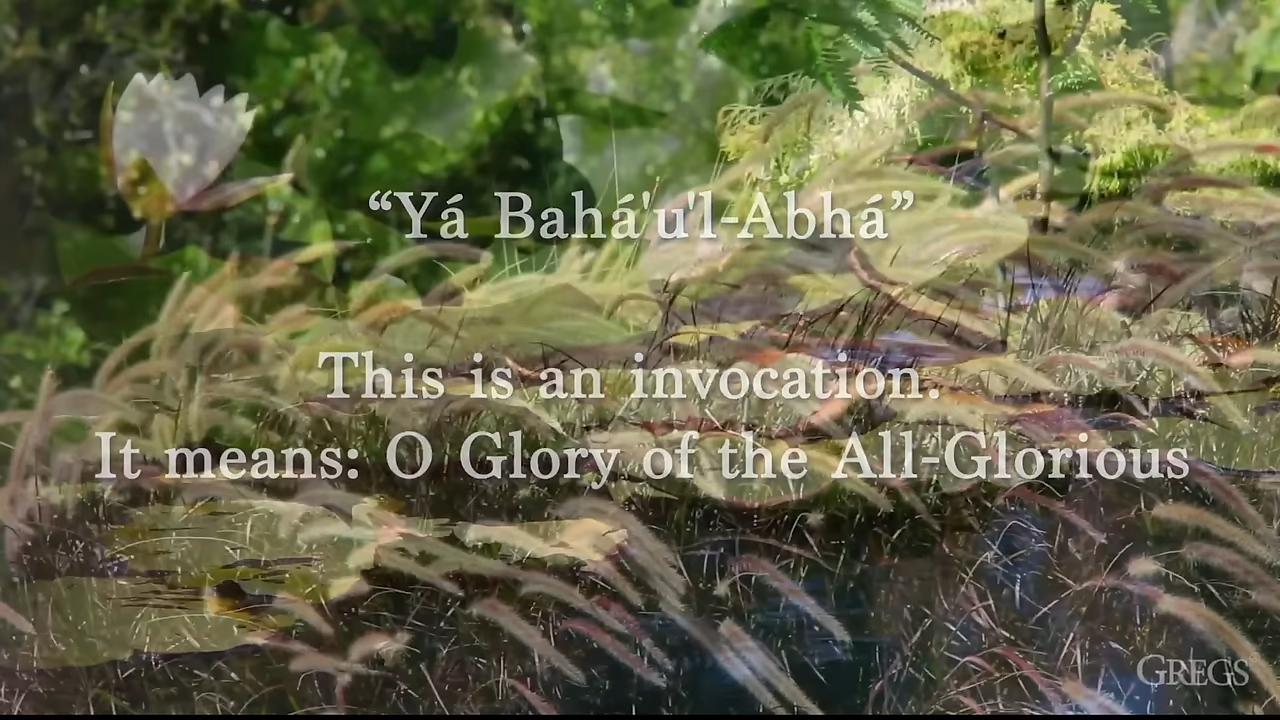 “Yá Bahá'u'l-Abhá”
This is an invocation.
It means: O Glory of the All-Glorious
GREGS